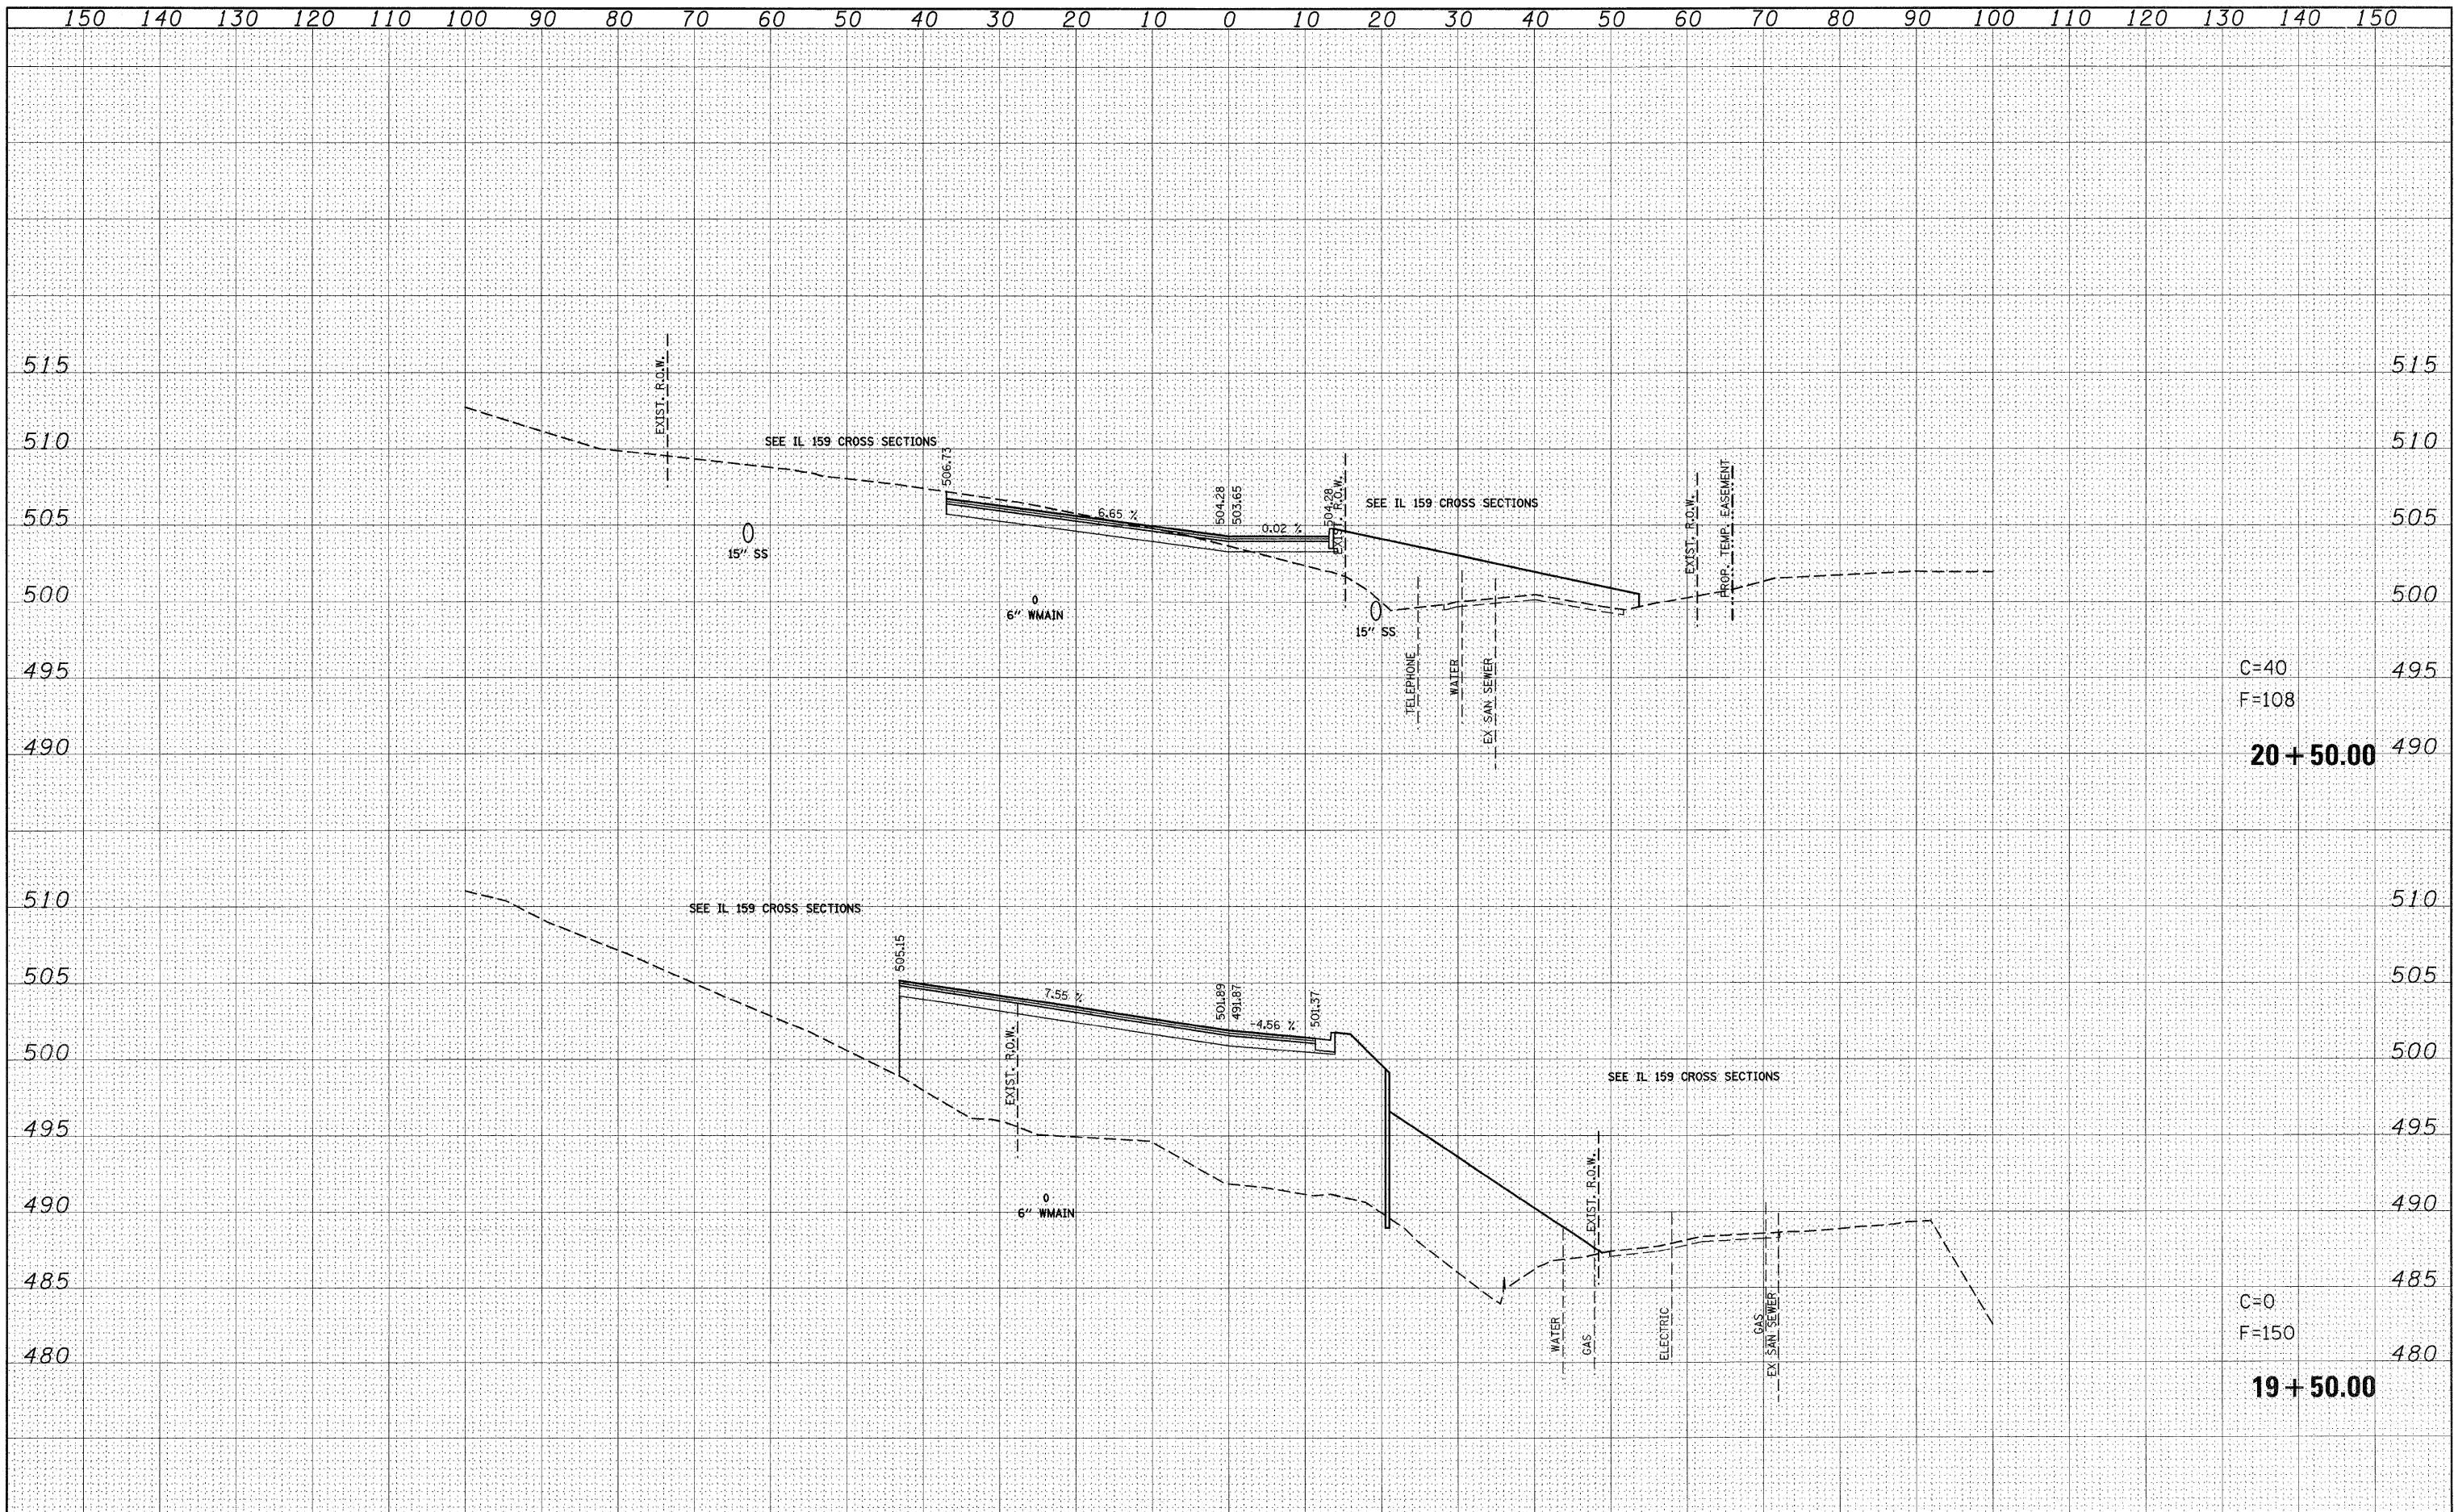 150 140 130 120 110 100 90 80 70 60 50 40 30 20 10 0 10 20 30 40 50 60 70 80 90 100 110 120 130 140 150
515 515
EXIST. R.O.W.
SEE IL 159 CROSS SECTIONS
510 510
506.73
504.28
503.65
504.28
EXIST. R.O.W.
SEE IL 159 CROSS SECTIONS
EXIST. R.O.W.
PROP. TEMP. EASEMENT
6.65 %
0.02 %
505 505
15" SS
500 500
6" WMAIN
15" SS
TELEPHONE
WATER
EX SAN SEWER
495 495
C=40
F=108
490 490
20+50.00
510 510
SEE IL 159 CROSS SECTIONS
505.15
505 505
7.55 %
501.89
491.87
-4.56 %
501.37
EXIST. R.O.W.
500 500
SEE IL 159 CROSS SECTIONS
495 495
EXIST. R.O.W.
490 490
6" WMAIN
485 485
C=0
F=150
WATER
GAS
ELECTRIC
GAS
EX SAN SEWER
480 480
19+50.00